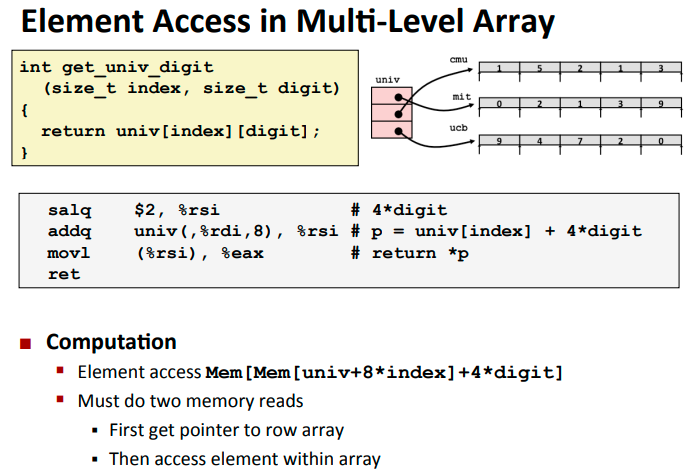 Element Access in Multi-Level Array
int get_univ_digit
(size_t index, size_t digit)
{
return univ[index][digit];
}
univ
cmu
1 5 2 1 3
mit
0 2 1 3 9
ucb
9 4 7 2 0
salq $2, %rsi # 4*digit
addq univ(,%rdi,8), %rsi # p = univ[index] + 4*digit
movl (%rsi), %eax # return *p
ret
Computation
Element access Mem[Mem[univ+8*index]+4*digit]
Must do two memory reads
First get pointer to row array
Then access element within array